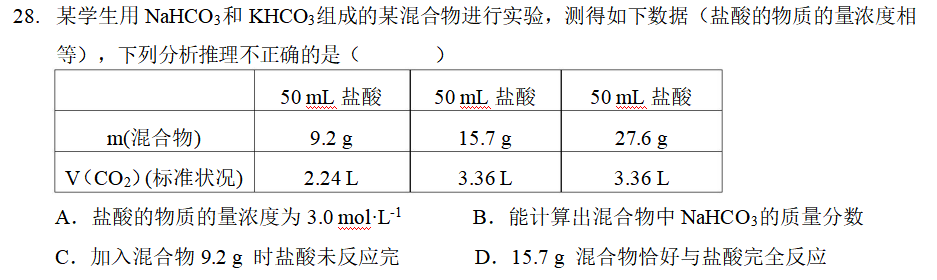 28. 某学生用 NaHCO₃和 KHCO₃组成的某混合物进行实验，测得如下数据（盐酸的物质的量浓度相
等），下列分析推理不正确的是（ ）
50 mL 盐酸 50 mL 盐酸 50 mL 盐酸
m(混合物) 9.2 g 15.7 g 27.6 g
V（CO₂）(标准状况) 2.24 L 3.36 L 3.36 L
A．盐酸的物质的量浓度为 3.0 mol·L⁻¹ B．能计算出混合物中 NaHCO₃的质量分数
C．加入混合物 9.2 g 时盐酸未反应完 D．15.7 g 混合物恰好与盐酸完全反应